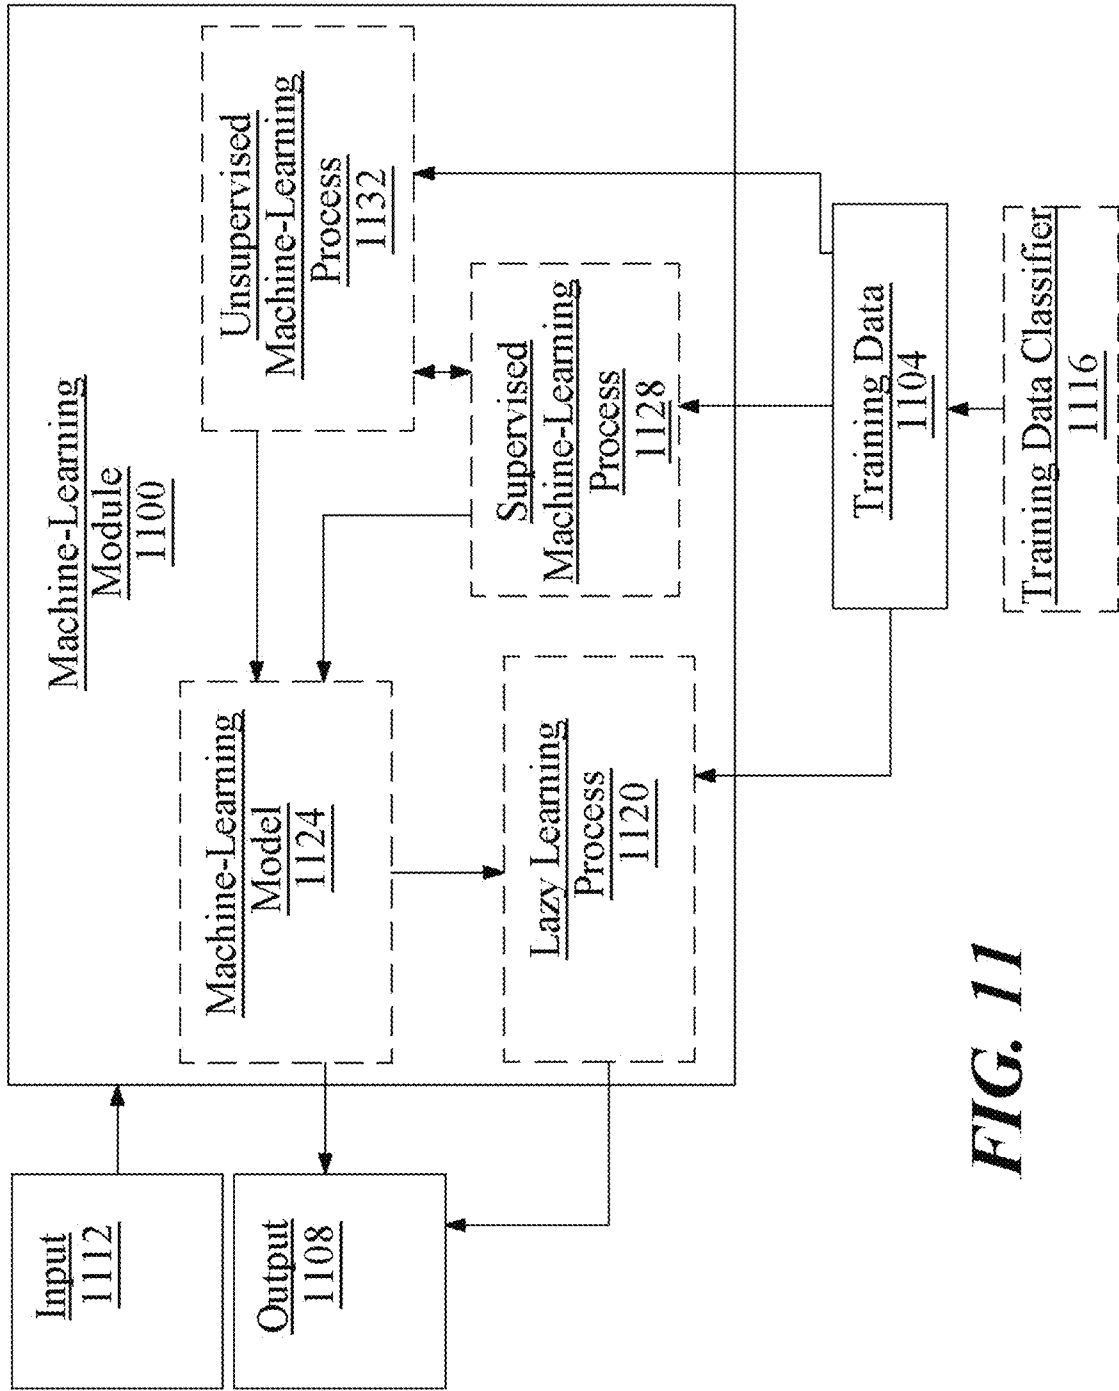 Machine-Learning
Module
1100
Input
1112
Output
1108
Machine-Learning
Model
1124
Unsupervised
Machine-Learning
Process
1132
Lazy Learning
Process
1120
Supervised
Machine-Learning
Process
1128
Training Data
1104
Training Data Classifier
1116
FIG. 11